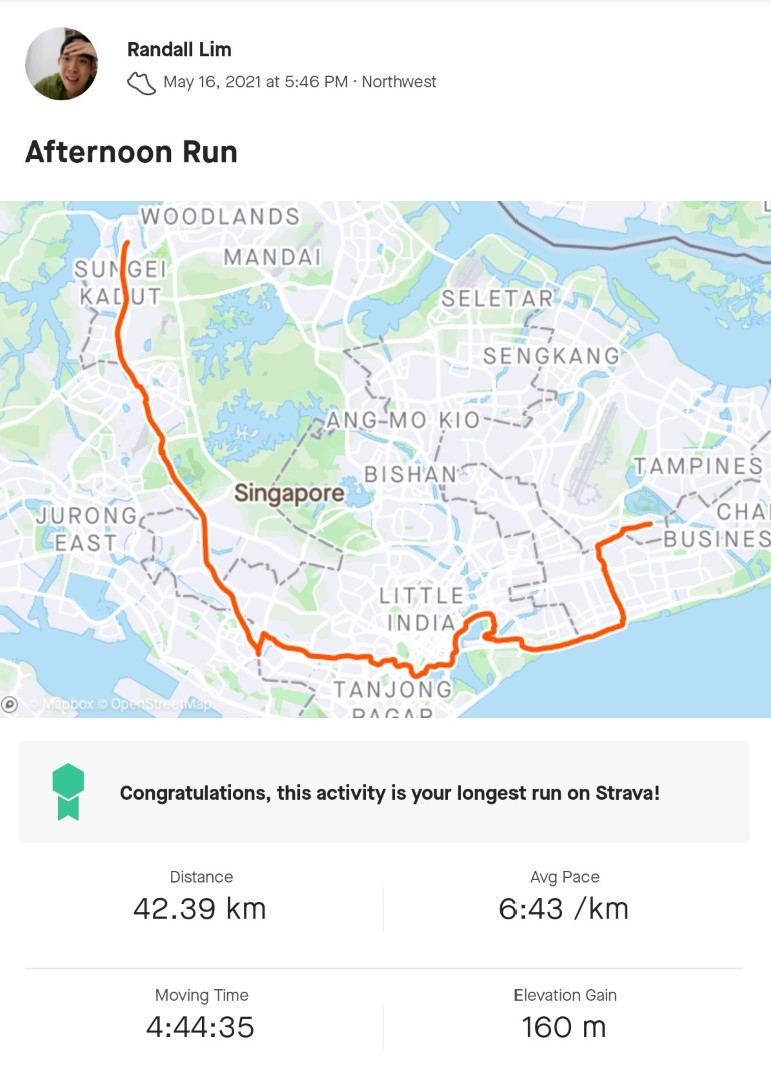 Randall Lim
May 16, 2021 at 5:46 PM · Northwest
Afternoon Run
WOODLANDS
MANDAI
SUNGEI
KADUT
SELETAR
SENGKANG
ANG MO KIO
BISHAN
TAMPINES
Singapore
JURONG
EAST
CHA
BUSINES
LITTLE
INDIA
TANJONG
PAGAR
© Mapbox © OpenStreetMap
Congratulations, this activity is your longest run on Strava!
Distance
42.39 km
Avg Pace
6:43 /km
Moving Time
4:44:35
Elevation Gain
160 m